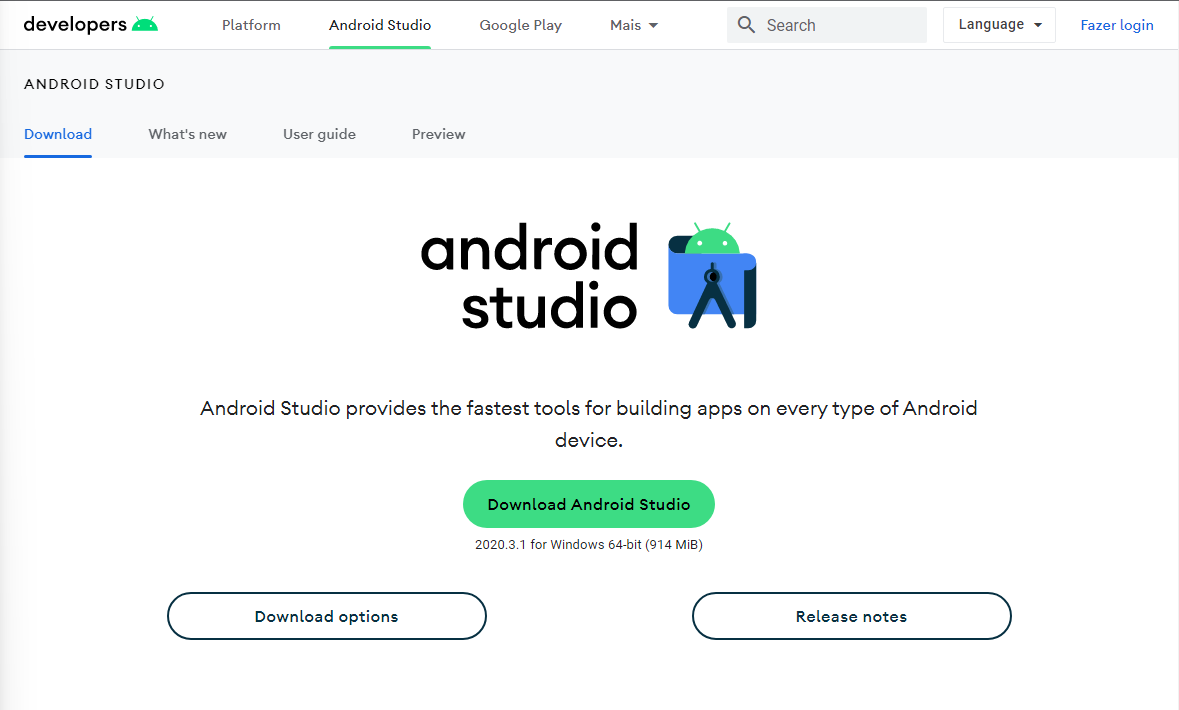 developers
Platform
Android Studio
Google Play
Mais
Search
Language
Fazer login
ANDROID STUDIO
Download
What's new
User guide
Preview
android
studio
Android Studio provides the fastest tools for building apps on every type of Android
device.
Download Android Studio
2020.3.1 for Windows 64-bit (914 MiB)
Download options
Release notes